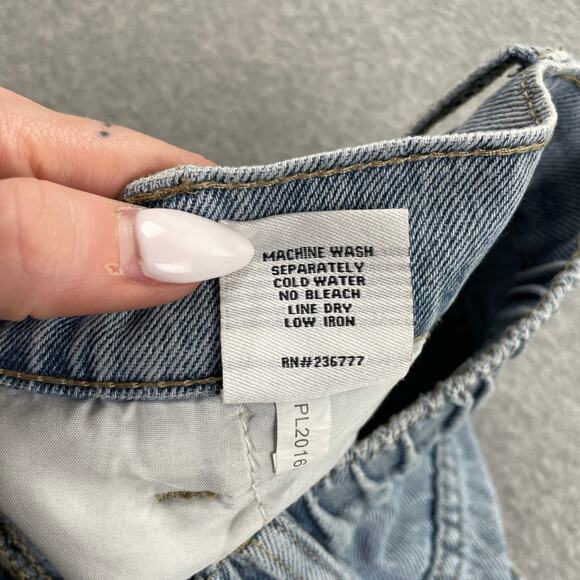 MACHINE WASH
SEPARATELY
COLD WATER
NO BLEACH
LINE DRY
LOW IRON
RN#236777
PL2016